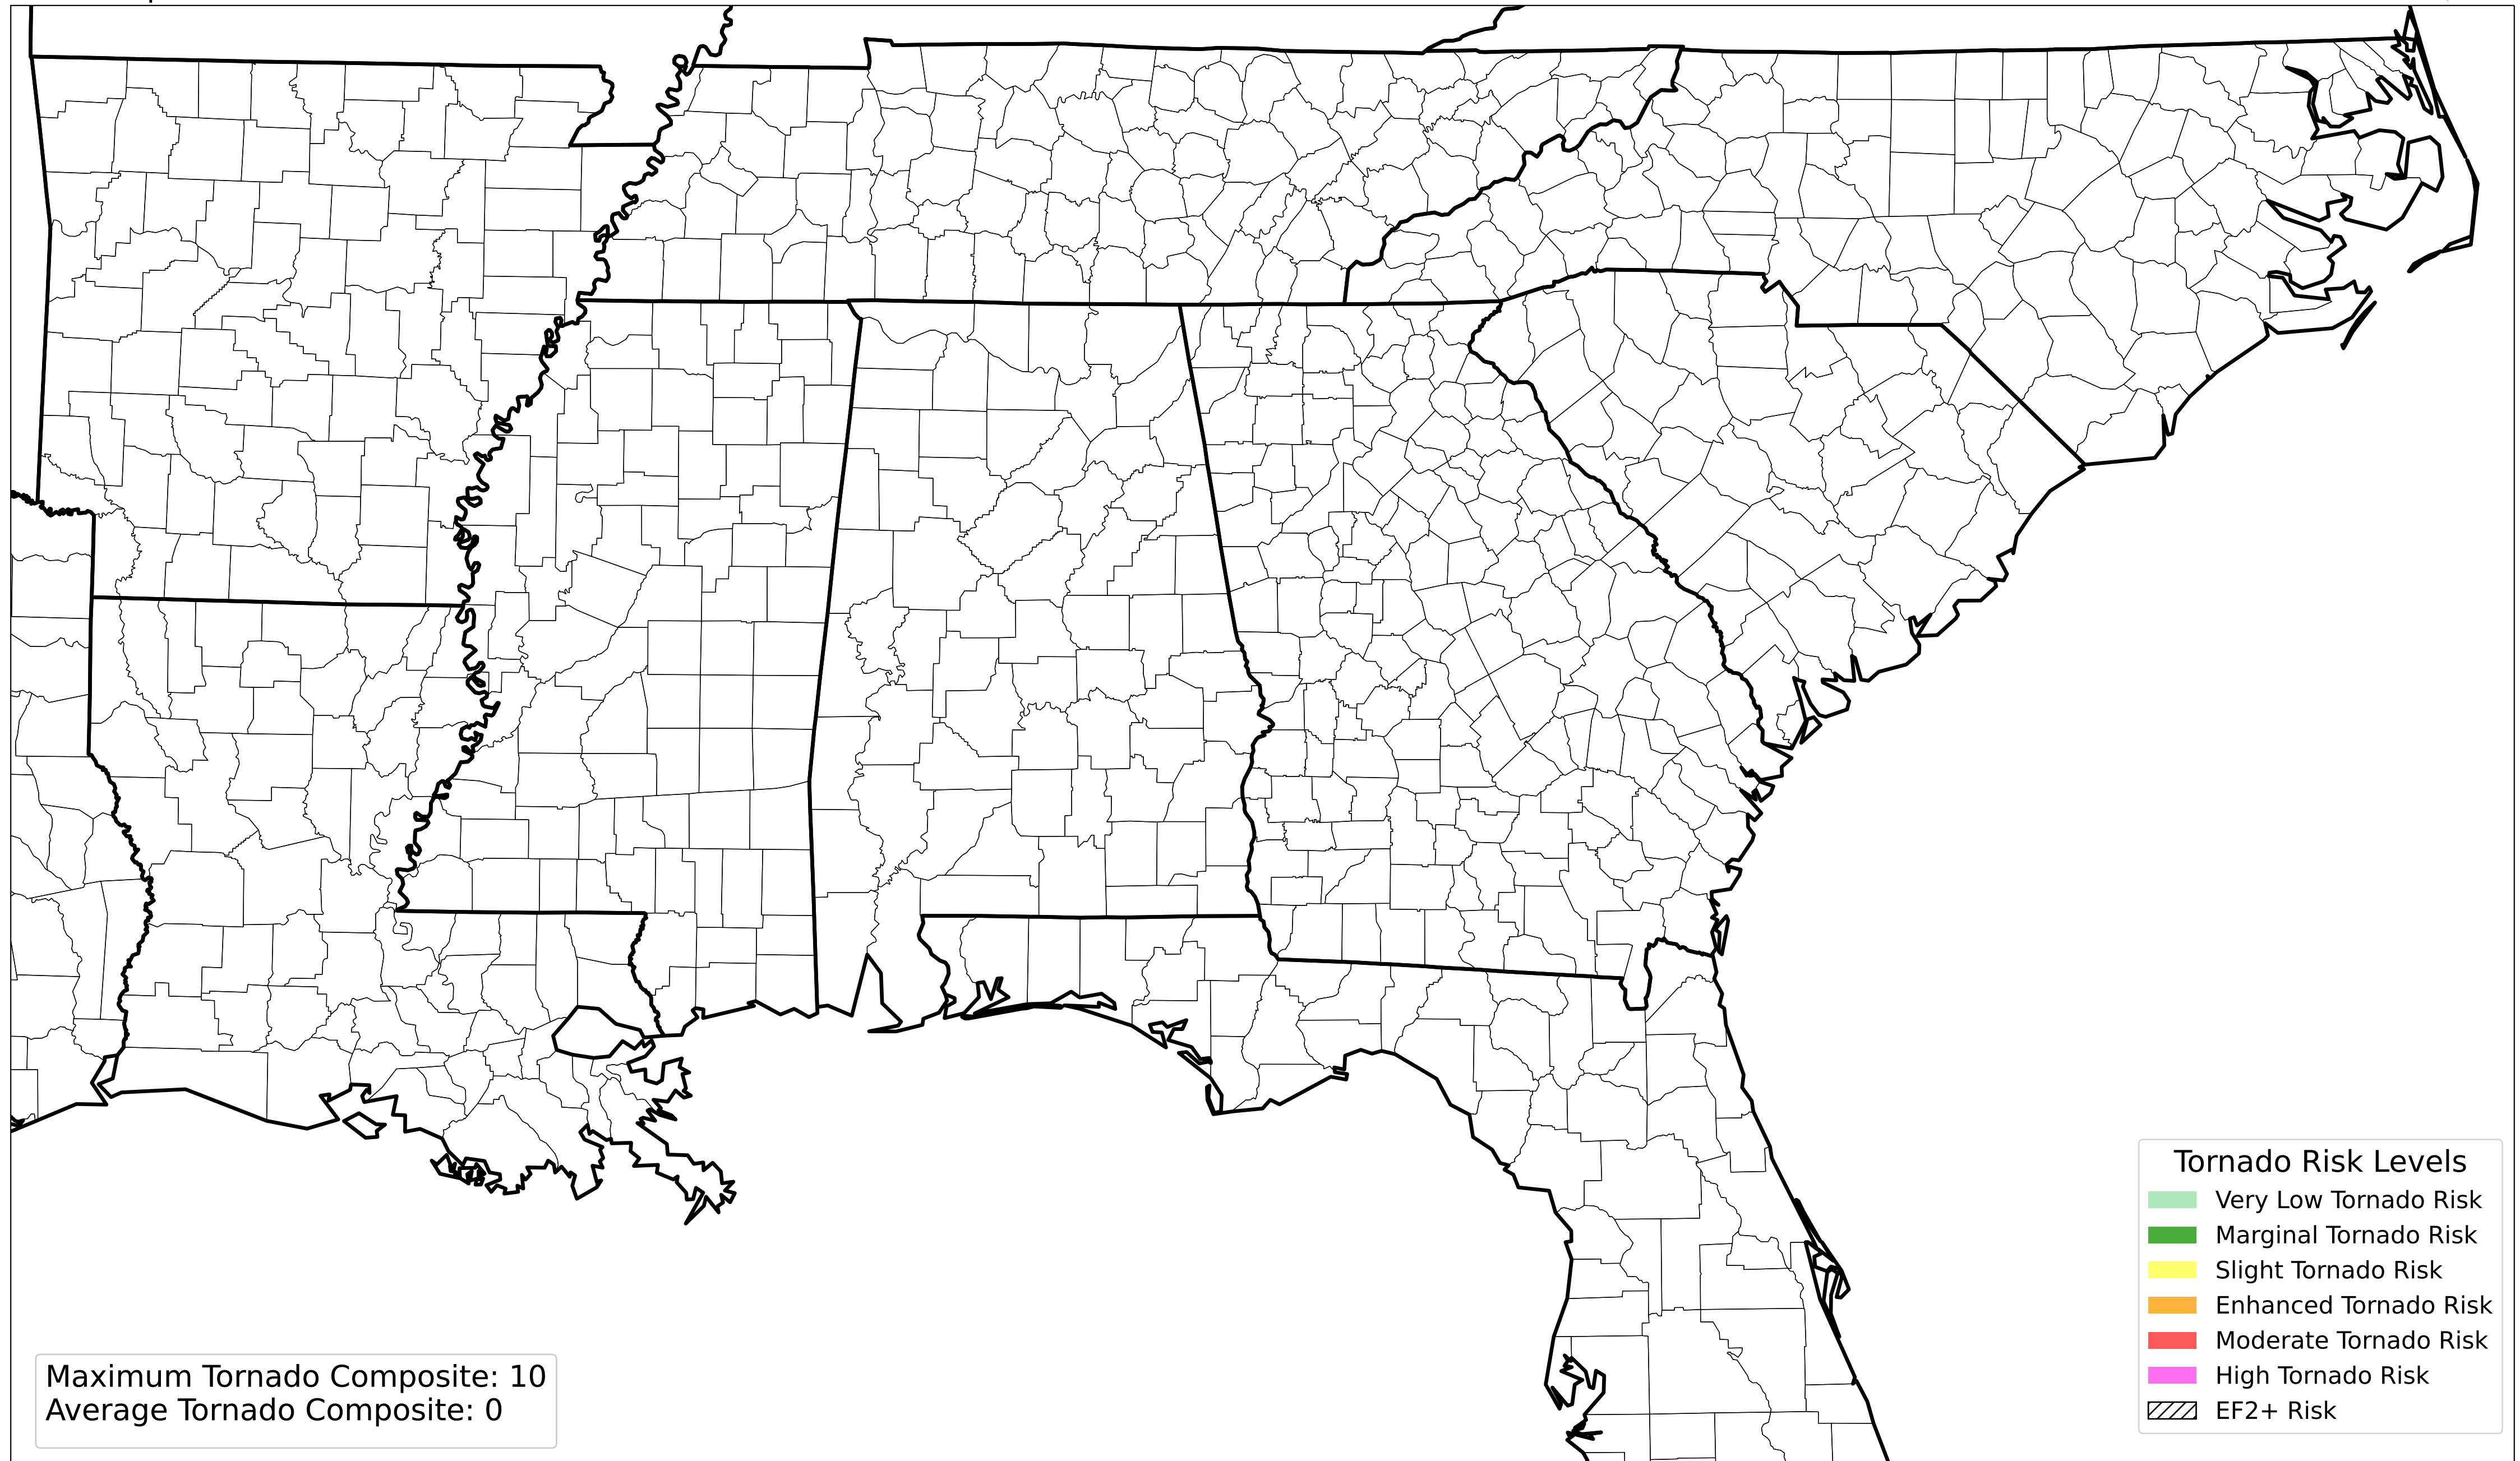 Tornado Risk Levels
Very Low Tornado Risk
Marginal Tornado Risk
Slight Tornado Risk
Enhanced Tornado Risk
Moderate Tornado Risk
High Tornado Risk
EF2+ Risk
Maximum Tornado Composite: 10
Average Tornado Composite: 0